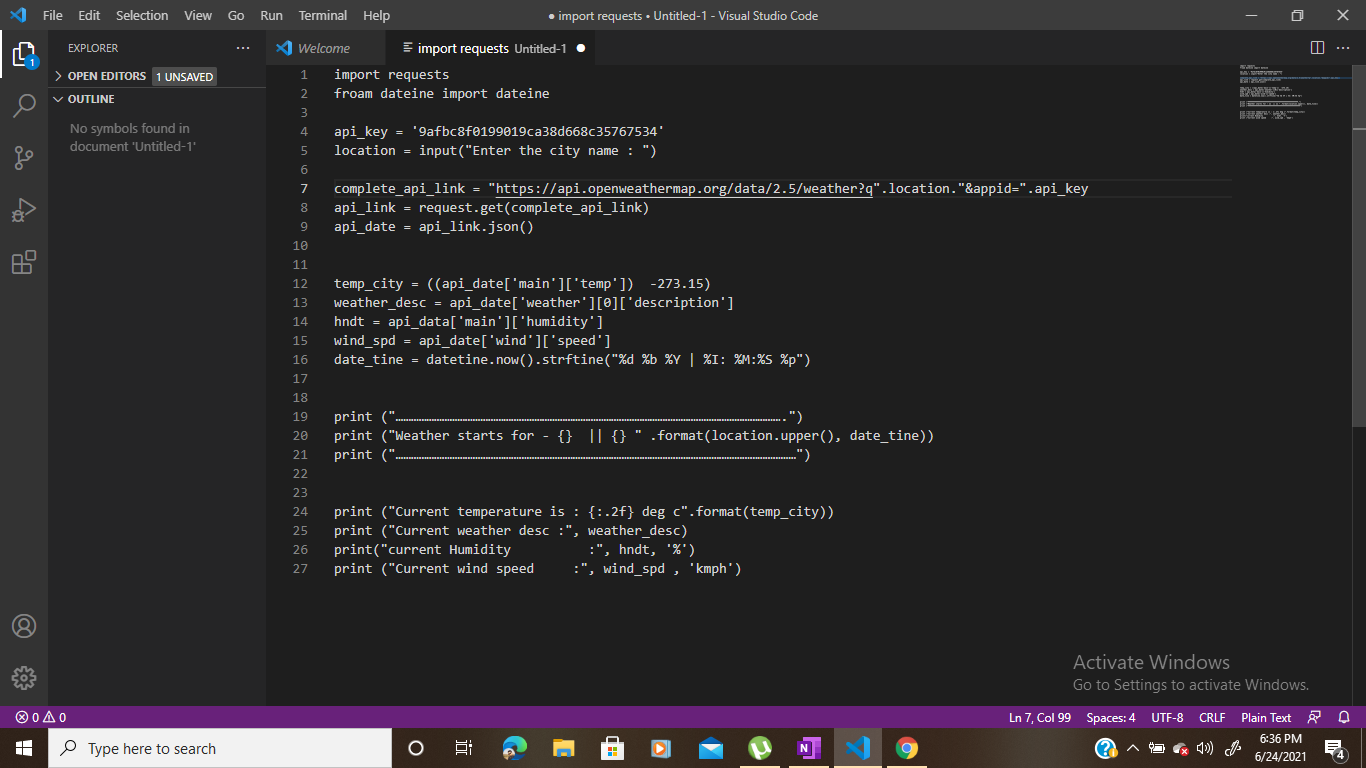 File Edit Selection View Go Run Terminal Help
● import requests • Untitled-1 - Visual Studio Code
EXPLORER
Welcome
import requests Untitled-1
OPEN EDITORS 1 UNSAVED
OUTLINE
No symbols found in
document 'Untitled-1'
1 import requests
2 froam dateine import dateine
3
4 api_key = '9afbc8f0199019ca38d668c35767534'
5 location = input("Enter the city name : ")
6
7 complete_api_link = "https://api.openweathermap.org/data/2.5/weather?q".location."&appid=".api_key
8 api_link = request.get(complete_api_link)
9 api_date = api_link.json()
10
11
12 temp_city = ((api_date['main']['temp'])  -273.15)
13 weather_desc = api_date['weather'][0]['description']
14 hndt = api_data['main']['humidity']
15 wind_spd = api_date['wind']['speed']
16 date_tine = datetine.now().strftine("%d %b %Y | %I: %M:%S %p")
17
18
19 print ("……………………………………………………………………………………………………………….")
20 print ("Weather starts for - {}  || {} " .format(location.upper(), date_tine))
21 print ("……………………………………………………………………………………………………………………")
22
23
24 print ("Current temperature is : {:.2f} deg c".format(temp_city))
25 print ("Current weather desc :", weather_desc)
26 print("current Humidity          :", hndt, '%')
27 print ("Current wind speed     :", wind_spd , 'kmph')
Activate Windows
Go to Settings to activate Windows.
0 0
Ln 7, Col 99 Spaces: 4 UTF-8 CRLF Plain Text
Type here to search
6:36 PM
6/24/2021
1
4